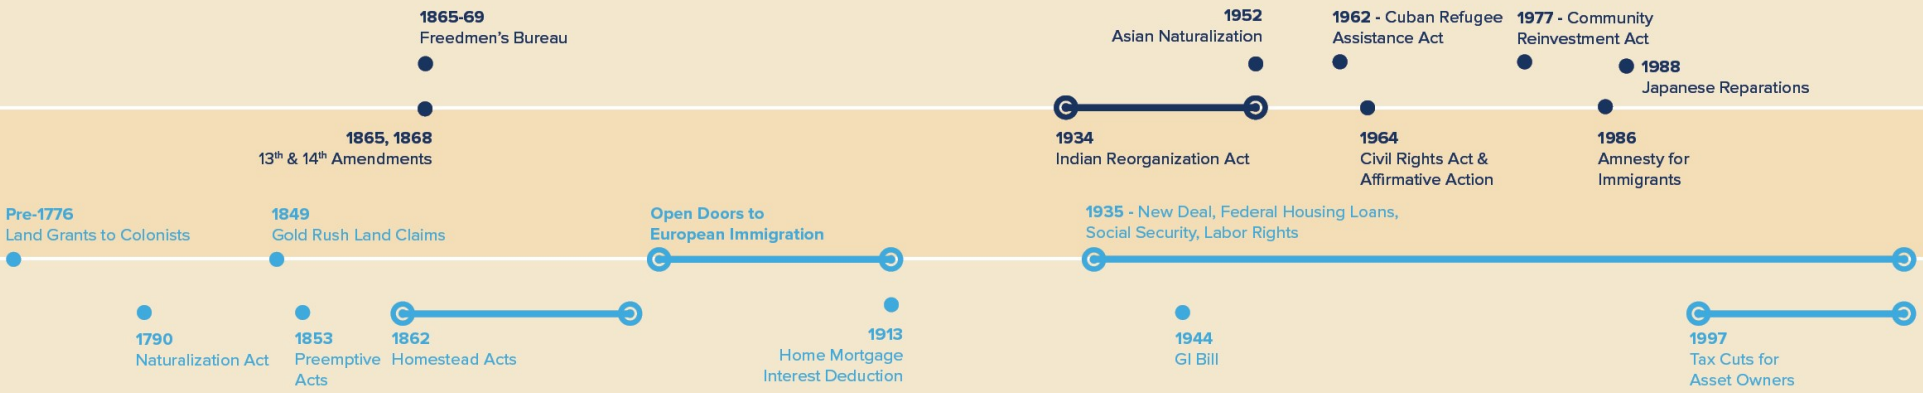 1865-69
Freedmen's Bureau
1952
Asian Naturalization
1962 - Cuban Refugee
Assistance Act
1977 - Community
Reinvestment Act
1988
Japanese Reparations
1865, 1868
13th & 14th Amendments
1934
Indian Reorganization Act
1964
Civil Rights Act &
Affirmative Action
1986
Amnesty for
Immigrants
Pre-1776
Land Grants to Colonists
1849
Gold Rush Land Claims
Open Doors to
European Immigration
1935 - New Deal, Federal Housing Loans,
Social Security, Labor Rights
1790
Naturalization Act
1853
Preemptive
Acts
1862
Homestead Acts
1913
Home Mortgage
Interest Deduction
1944
GI Bill
1997
Tax Cuts for
Asset Owners